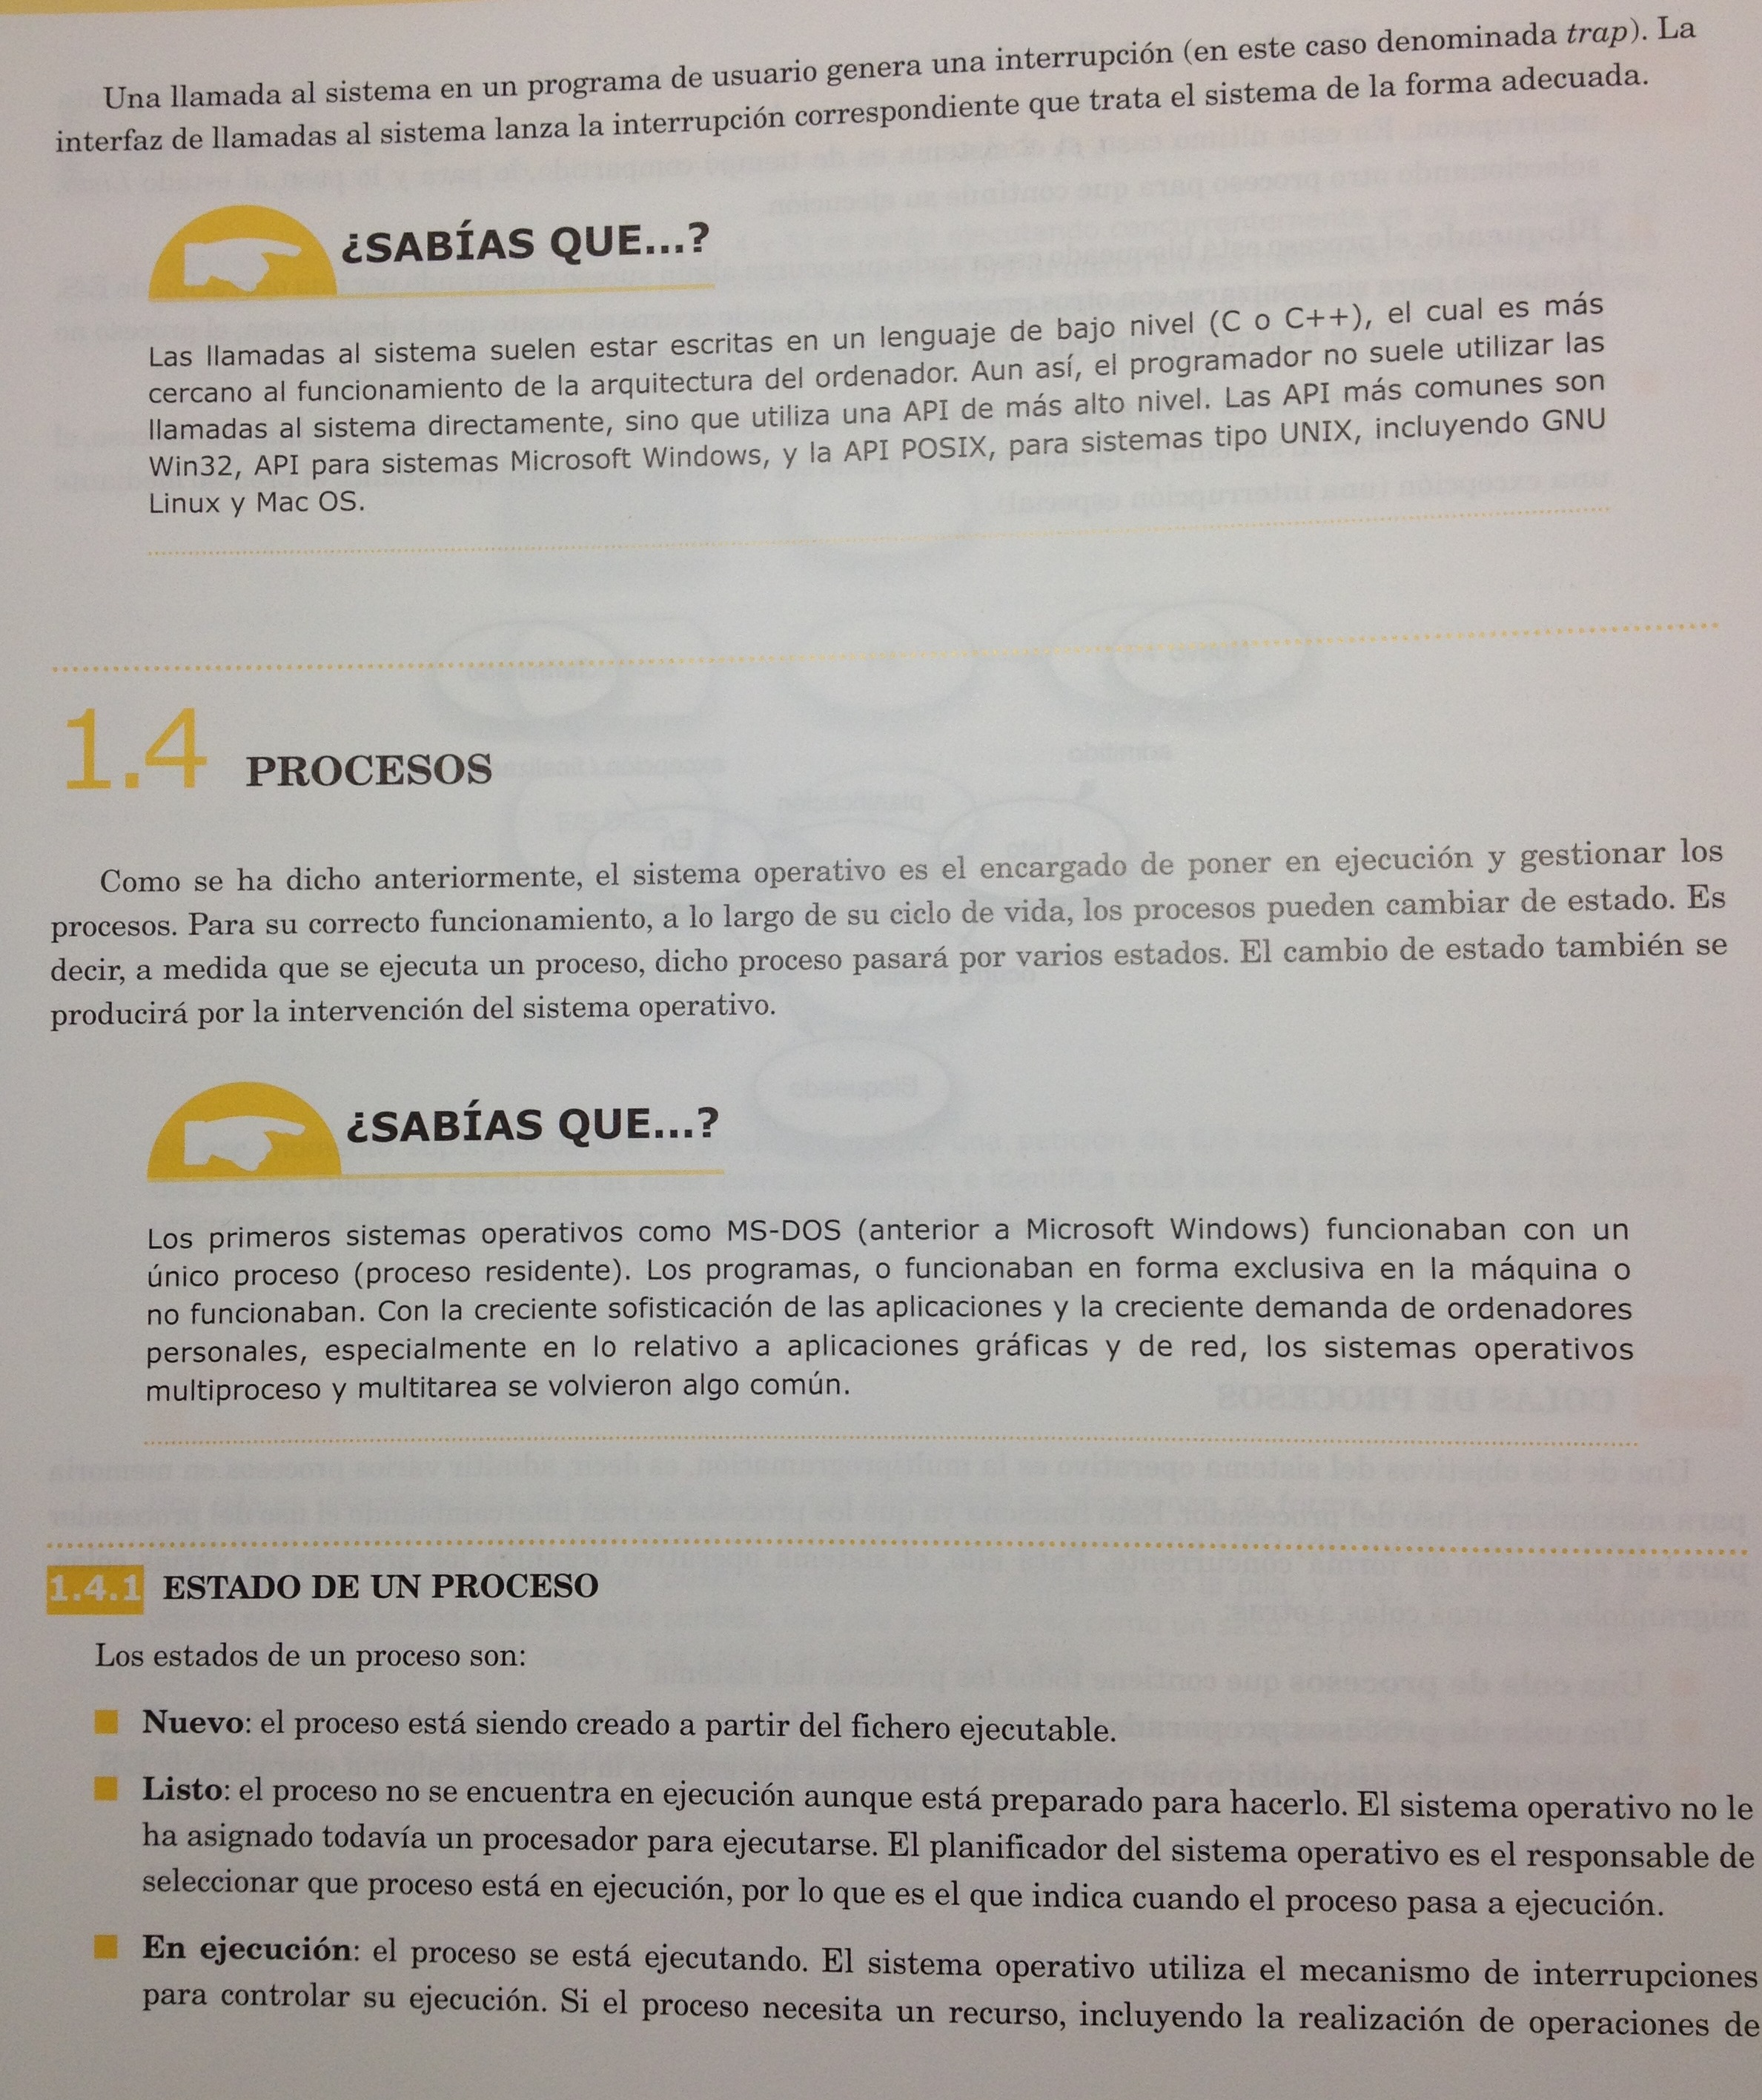 Una llamada al sistema en un programa de usuario genera una interrupción (en este caso denominada trap). La
interfaz de llamadas al sistema lanza la interrupción correspondiente que trata el sistema de la forma adecuada.
¿SABÍAS QUE...?
Las llamadas al sistema suelen estar escritas en un lenguaje de bajo nivel (C o C++), el cual es más
cercano al funcionamiento de la arquitectura del ordenador. Aun así, el programador no suele utilizar las
llamadas al sistema directamente, sino que utiliza una API de más alto nivel. Las API más comunes son
Win32, API para sistemas Microsoft Windows, y la API POSIX, para sistemas tipo UNIX, incluyendo GNU
Linux y Mac OS.
1.4 PROCESOS
Como se ha dicho anteriormente, el sistema operativo es el encargado de poner en ejecución y gestionar los
procesos. Para su correcto funcionamiento, a lo largo de su ciclo de vida, los procesos pueden cambiar de estado. Es
decir, a medida que se ejecuta un proceso, dicho proceso pasará por varios estados. El cambio de estado también se
producirá por la intervención del sistema operativo.
¿SABÍAS QUE...?
Los primeros sistemas operativos como MS-DOS (anterior a Microsoft Windows) funcionaban con un
único proceso (proceso residente). Los programas, o funcionaban en forma exclusiva en la máquina o
no funcionaban. Con la creciente sofisticación de las aplicaciones y la creciente demanda de ordenadores
personales, especialmente en lo relativo a aplicaciones gráficas y de red, los sistemas operativos
multiproceso y multitarea se volvieron algo común.
1.4.1 ESTADO DE UN PROCESO
Los estados de un proceso son:
Nuevo: el proceso está siendo creado a partir del fichero ejecutable.
Listo: el proceso no se encuentra en ejecución aunque está preparado para hacerlo. El sistema operativo no le
ha asignado todavía un procesador para ejecutarse. El planificador del sistema operativo es el responsable de
seleccionar que proceso está en ejecución, por lo que es el que indica cuando el proceso pasa a ejecución.
En ejecución: el proceso se está ejecutando. El sistema operativo utiliza el mecanismo de interrupciones
para controlar su ejecución. Si el proceso necesita un recurso, incluyendo la realización de operaciones de